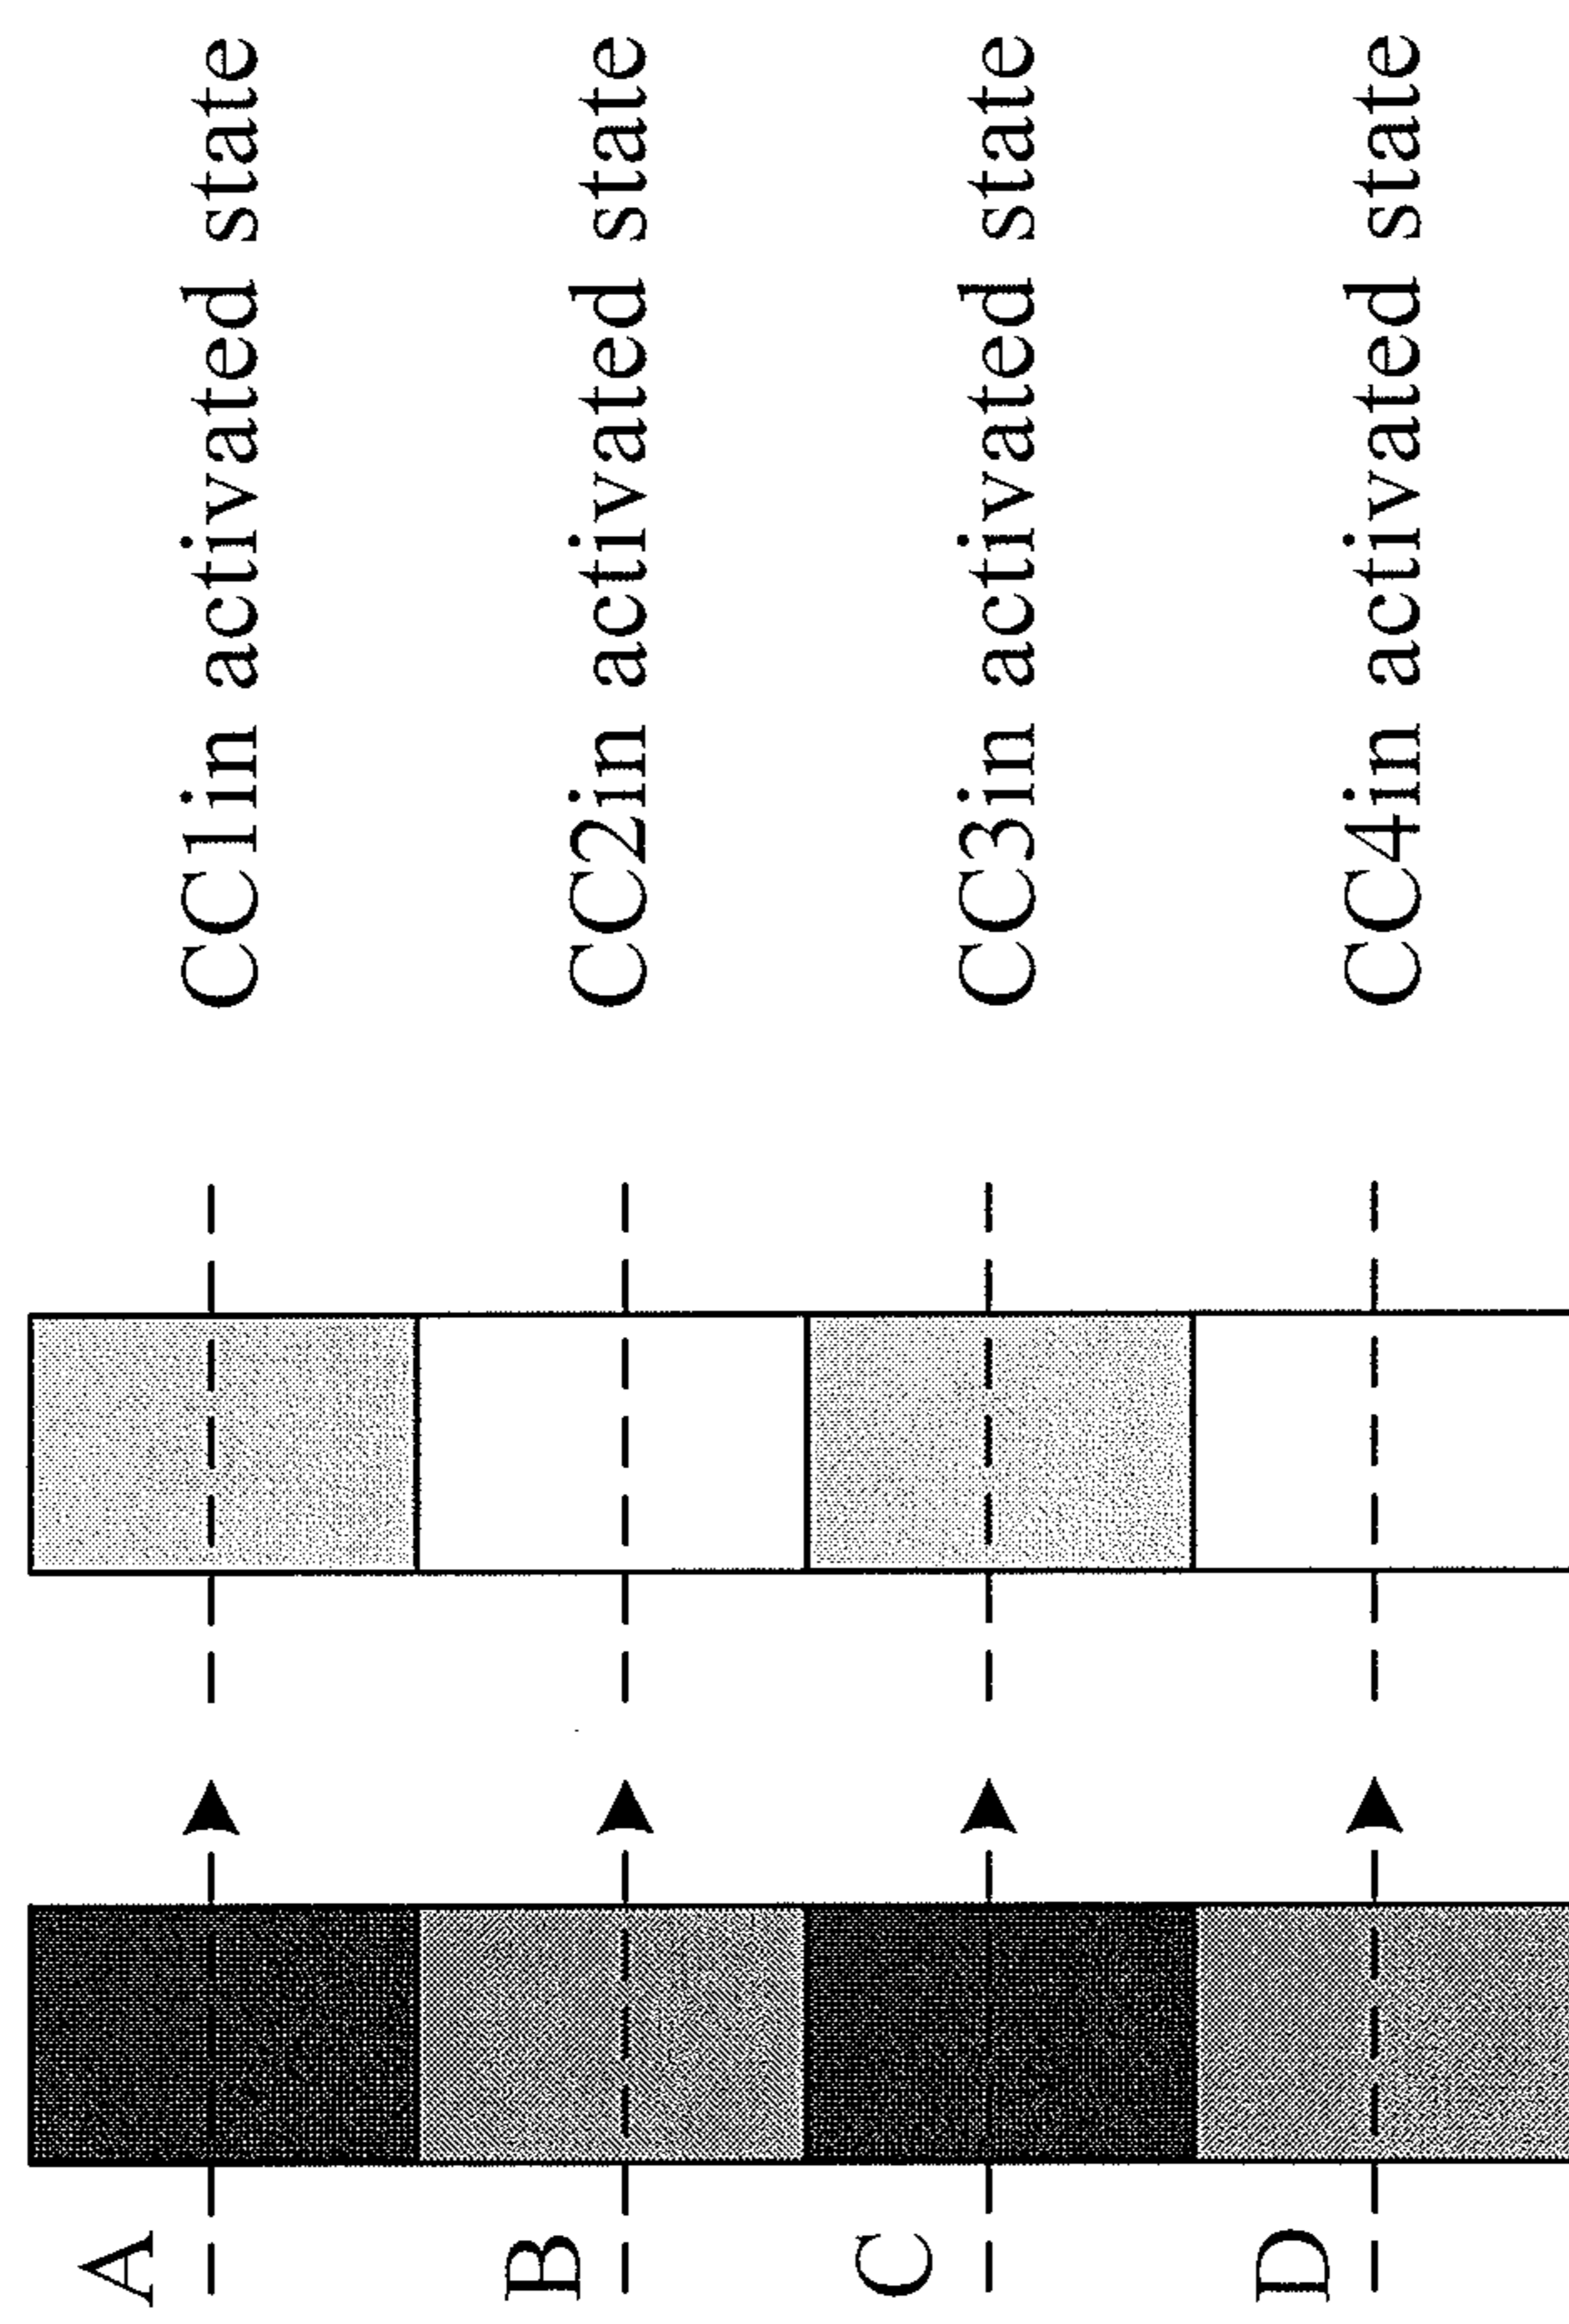 A
CC1in activated state
B
CC2in activated state
C
CC3in activated state
D
CC4in activated state